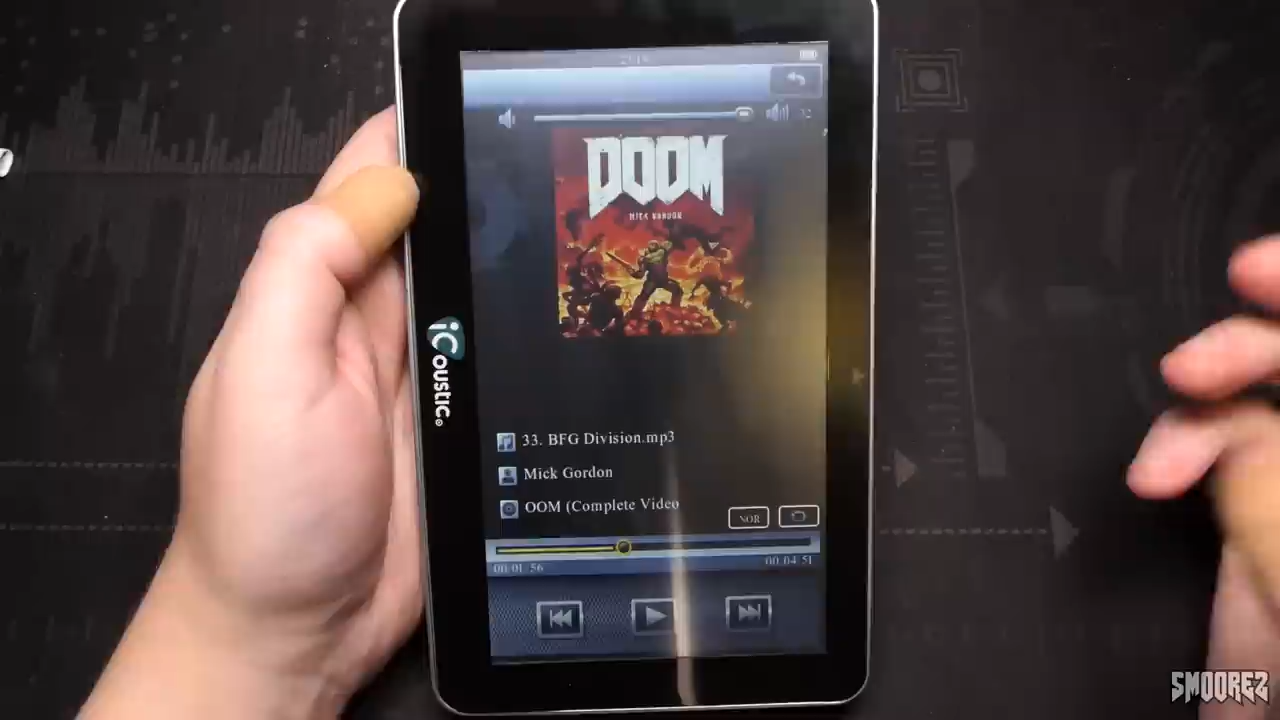 32
DOOM
MICK GORDON
iCoustic®
33. BFG Division.mp3
Mick Gordon
OOM (Complete Video
NOR
00:01:56
00:04:51
SMOOREZ